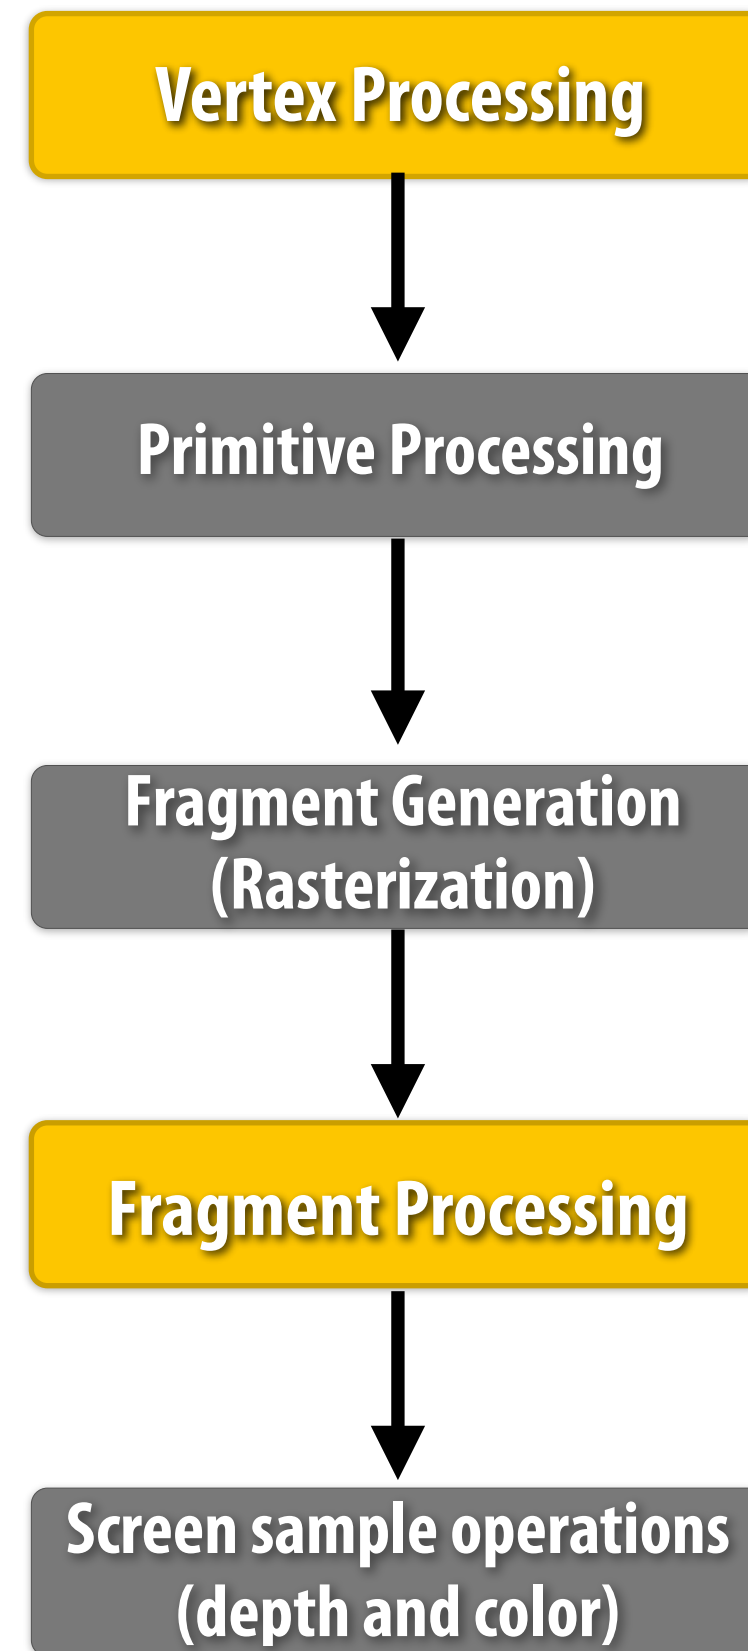 Vertex Processing
Primitive Processing
Fragment Generation
(Rasterization)
Fragment Processing
Screen sample operations
(depth and color)